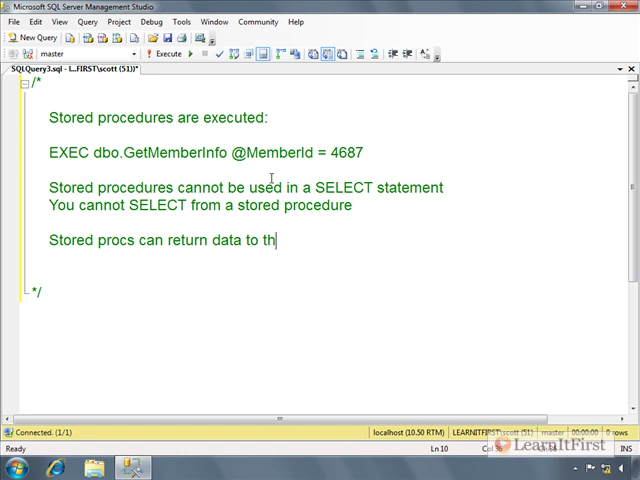 Microsoft SQL Server Management Studio
File Edit View Query Project Debug Tools Window Community Help
New Query
master Execute
SQLQuery3.sql - l...FIRST\scott (51))*
/*
Stored procedures are executed:
EXEC dbo.GetMemberInfo @MemberId = 4687
Stored procedures cannot be used in a SELECT statement
You cannot SELECT from a stored procedure
Stored procs can return data to th
*/
Connected. (1/1) localhost (10.50 RTM) LEARNITFIRST\scott (51) master 00:00:00 0 rows
LearnItFirst
Ready Ln 10 Col 36 INS